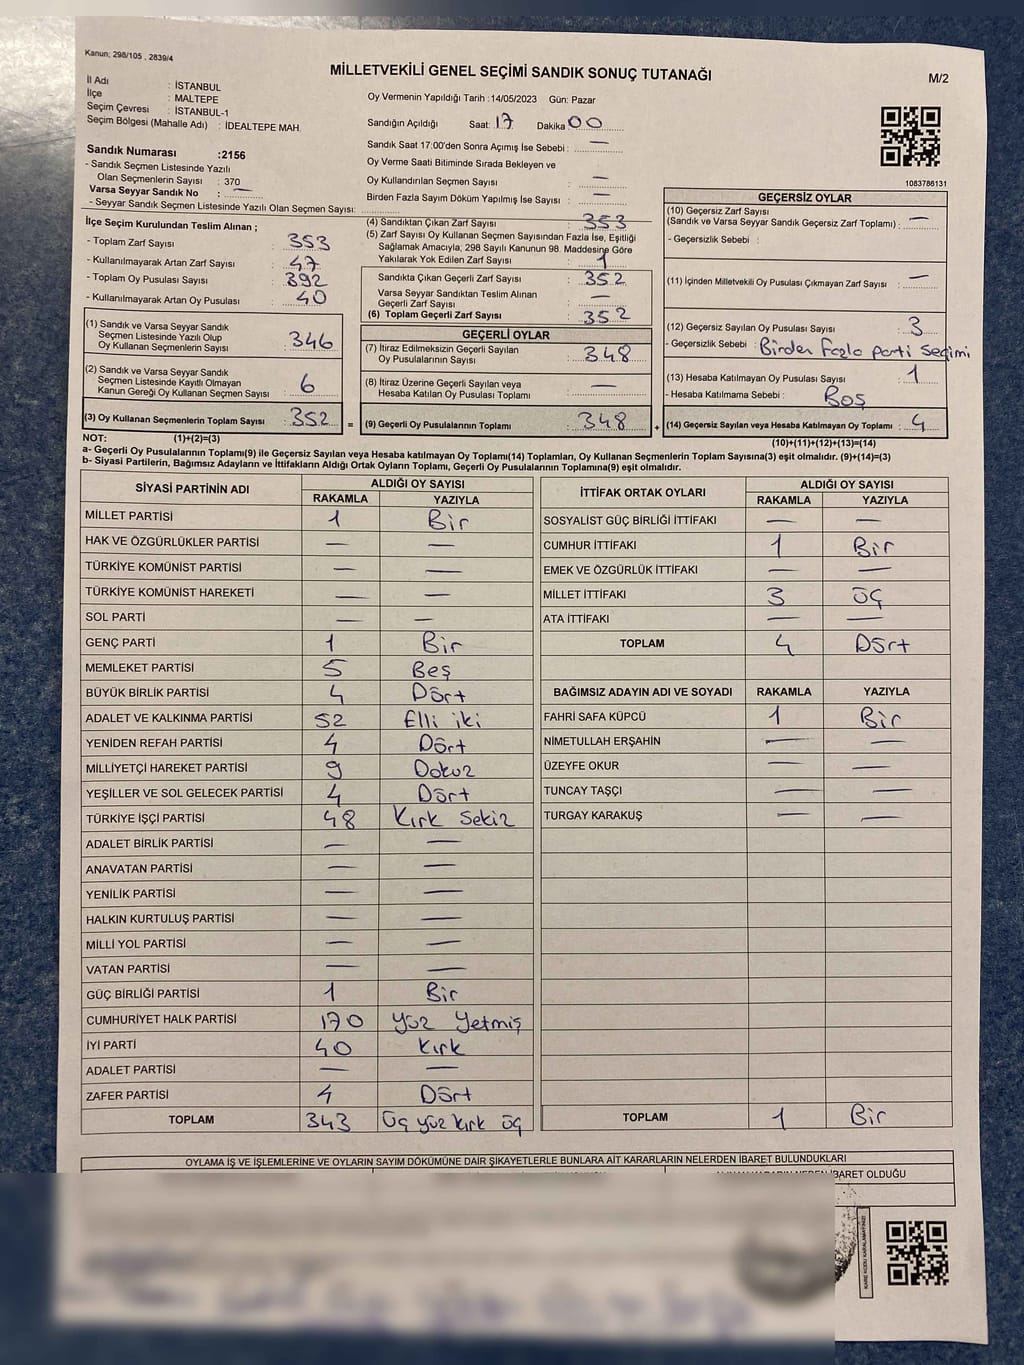 Kanun; 298/105 , 2839/4
MİLLETVEKİLİ GENEL SEÇİMİ SANDIK SONUÇ TUTANAĞI
M/2
İl Adı : İSTANBUL
İlçe : MALTEPE
Seçim Çevresi : İSTANBUL-1
Seçim Bölgesi (Mahalle Adı) : İDEALTEPE MAH.
Oy Vermenin Yapıldığı Tarih :14/05/2023 Gün: Pazar
Sandığın Açıldığı Saat: 17 Dakika 00
Sandık Saat 17:00'den Sonra Açımış İse Sebebi : —
Oy Verme Saati Bitiminde Sırada Bekleyen ve
Oy Kullandırılan Seçmen Sayısı : —
Birden Fazla Sayım Döküm Yapılmış İse Sayısı : —
1083786131
Sandık Numarası :2156
- Sandık Seçmen Listesinde Yazılı
Olan Seçmenlerin Sayısı : 370
Varsa Seyyar Sandık No : —
- Seyyar Sandık Seçmen Listesinde Yazılı Olan Seçmen Sayısı:
İlçe Seçim Kurulundan Teslim Alınan ;
- Toplam Zarf Sayısı : 353
- Kullanılmayarak Artan Zarf Sayısı : 47
- Toplam Oy Pusulası Sayısı : 392
- Kullanılmayarak Artan Oy Pusulası : 40
(1) Sandık ve Varsa Seyyar Sandık
Seçmen Listesinde Yazılı Olup
Oy Kullanan Seçmenlerin Sayısı : 346
(2) Sandık ve Varsa Seyyar Sandık
Seçmen Listesinde Kayıtlı Olmayan
Kanun Gereği Oy Kullanan Seçmen Sayısı : 6
(3) Oy Kullanan Seçmenlerin Toplam Sayısı : 352 =
(4) Sandıktan Çıkan Zarf Sayısı : 353
(5) Zarf Sayısı Oy Kullanan Seçmen Sayısından Fazla İse, Eşitliği
Sağlamak Amacıyla; 298 Sayılı Kanunun 98. Maddesine Göre
Yakılarak Yok Edilen Zarf Sayısı : 1
Sandıkta Çıkan Geçerli Zarf Sayısı : 352
Varsa Seyyar Sandıktan Teslim Alınan
Geçerli Zarf Sayısı : —
(6) Toplam Geçerli Zarf Sayısı : 352
GEÇERLİ OYLAR
(7) İtiraz Edilmeksizin Geçerli Sayılan
Oy Pusulalarının Sayısı : 348
(8) İtiraz Üzerine Geçerli Sayılan veya
Hesaba Katılan Oy Pusulası Toplamı : —
(9) Geçerli Oy Pusulalarının Toplamı : 348 +
GEÇERSİZ OYLAR
(10) Geçersiz Zarf Sayısı
(Sandık ve Varsa Seyyar Sandık Geçersiz Zarf Toplamı) : —
- Geçersizlik Sebebi :
(11) İçinden Milletvekili Oy Pusulası Çıkmayan Zarf Sayısı : —
(12) Geçersiz Sayılan Oy Pusulası Sayısı : 3
- Geçersizlik Sebebi : Birden Fazla parti Seçimi
(13) Hesaba Katılmayan Oy Pusulası Sayısı : 1
- Hesaba Katılmama Sebebi : Boş
(14) Geçersiz Sayılan veya Hesaba Katılmayan Oy Toplamı : 4
NOT: (1)+(2)=(3)
(10)+(11)+(12)+(13)=(14)
a- Geçerli Oy Pusulalarının Toplamı(9) ile Geçersiz Sayılan veya Hesaba katılmayan Oy Toplamı(14) Toplamları, Oy Kullanan Seçmenlerin Toplam Sayısına(3) eşit olmalıdır. (9)+(14)=(3)
b- Siyasi Partilerin, Bağımsız Adayların ve İttifakların Aldığı Ortak Oyların Toplamı, Geçerli Oy Pusulalarının Toplamına(9) eşit olmalıdır.
SİYASİ PARTİNİN ADI ALDIĞI OY SAYISI
RAKAMLA YAZIYLA
MİLLET PARTİSİ 1 Bir
HAK VE ÖZGÜRLÜKLER PARTİSİ — —
TÜRKİYE KOMÜNİST PARTİSİ — —
TÜRKİYE KOMÜNİST HAREKETİ — —
SOL PARTİ — —
GENÇ PARTİ 1 Bir
MEMLEKET PARTİSİ 5 Beş
BÜYÜK BİRLİK PARTİSİ 4 Dört
ADALET VE KALKINMA PARTİSİ 52 Elli iki
YENİDEN REFAH PARTİSİ 4 Dört
MİLLİYETÇİ HAREKET PARTİSİ 9 Dokuz
YEŞİLLER VE SOL GELECEK PARTİSİ 4 Dört
TÜRKİYE İŞÇİ PARTİSİ 48 Kırk Sekiz
ADALET BİRLİK PARTİSİ — —
ANAVATAN PARTİSİ — —
YENİLİK PARTİSİ — —
HALKIN KURTULUŞ PARTİSİ — —
MİLLİ YOL PARTİSİ — —
VATAN PARTİSİ — —
GÜÇ BİRLİĞİ PARTİSİ 1 Bir
CUMHURİYET HALK PARTİSİ 170 Yüz Yetmiş
İYİ PARTİ 40 Kırk
ADALET PARTİSİ — —
ZAFER PARTİSİ 4 Dört
TOPLAM 343 Üç yüz kırk üç
İTTİFAK ORTAK OYLARI ALDIĞI OY SAYISI
RAKAMLA YAZIYLA
SOSYALİST GÜÇ BİRLİĞİ İTTİFAKI — —
CUMHUR İTTİFAKI 1 Bir
EMEK VE ÖZGÜRLÜK İTTİFAKI — —
MİLLET İTTİFAKI 3 Üç
ATA İTTİFAKI — —
TOPLAM 4 Dört
BAĞIMSIZ ADAYIN ADI VE SOYADI RAKAMLA YAZIYLA
FAHRİ SAFA KÜPCÜ 1 Bir
NİMETULLAH ERŞAHİN — —
ÜZEYFE OKUR — —
TUNCAY TAŞÇI — —
TURGAY KARAKUŞ — —
TOPLAM 1 Bir
OYLAMA İŞ VE İŞLEMLERİNE VE OYLARIN SAYIM DÖKÜMÜNE DAİR ŞİKAYETLERLE BUNLARA AİT KARARLARIN NELERDEN İBARET BULUNDUKLARI
İBARET OLDUĞU
KARE KODU KARALAMAYINIZ!